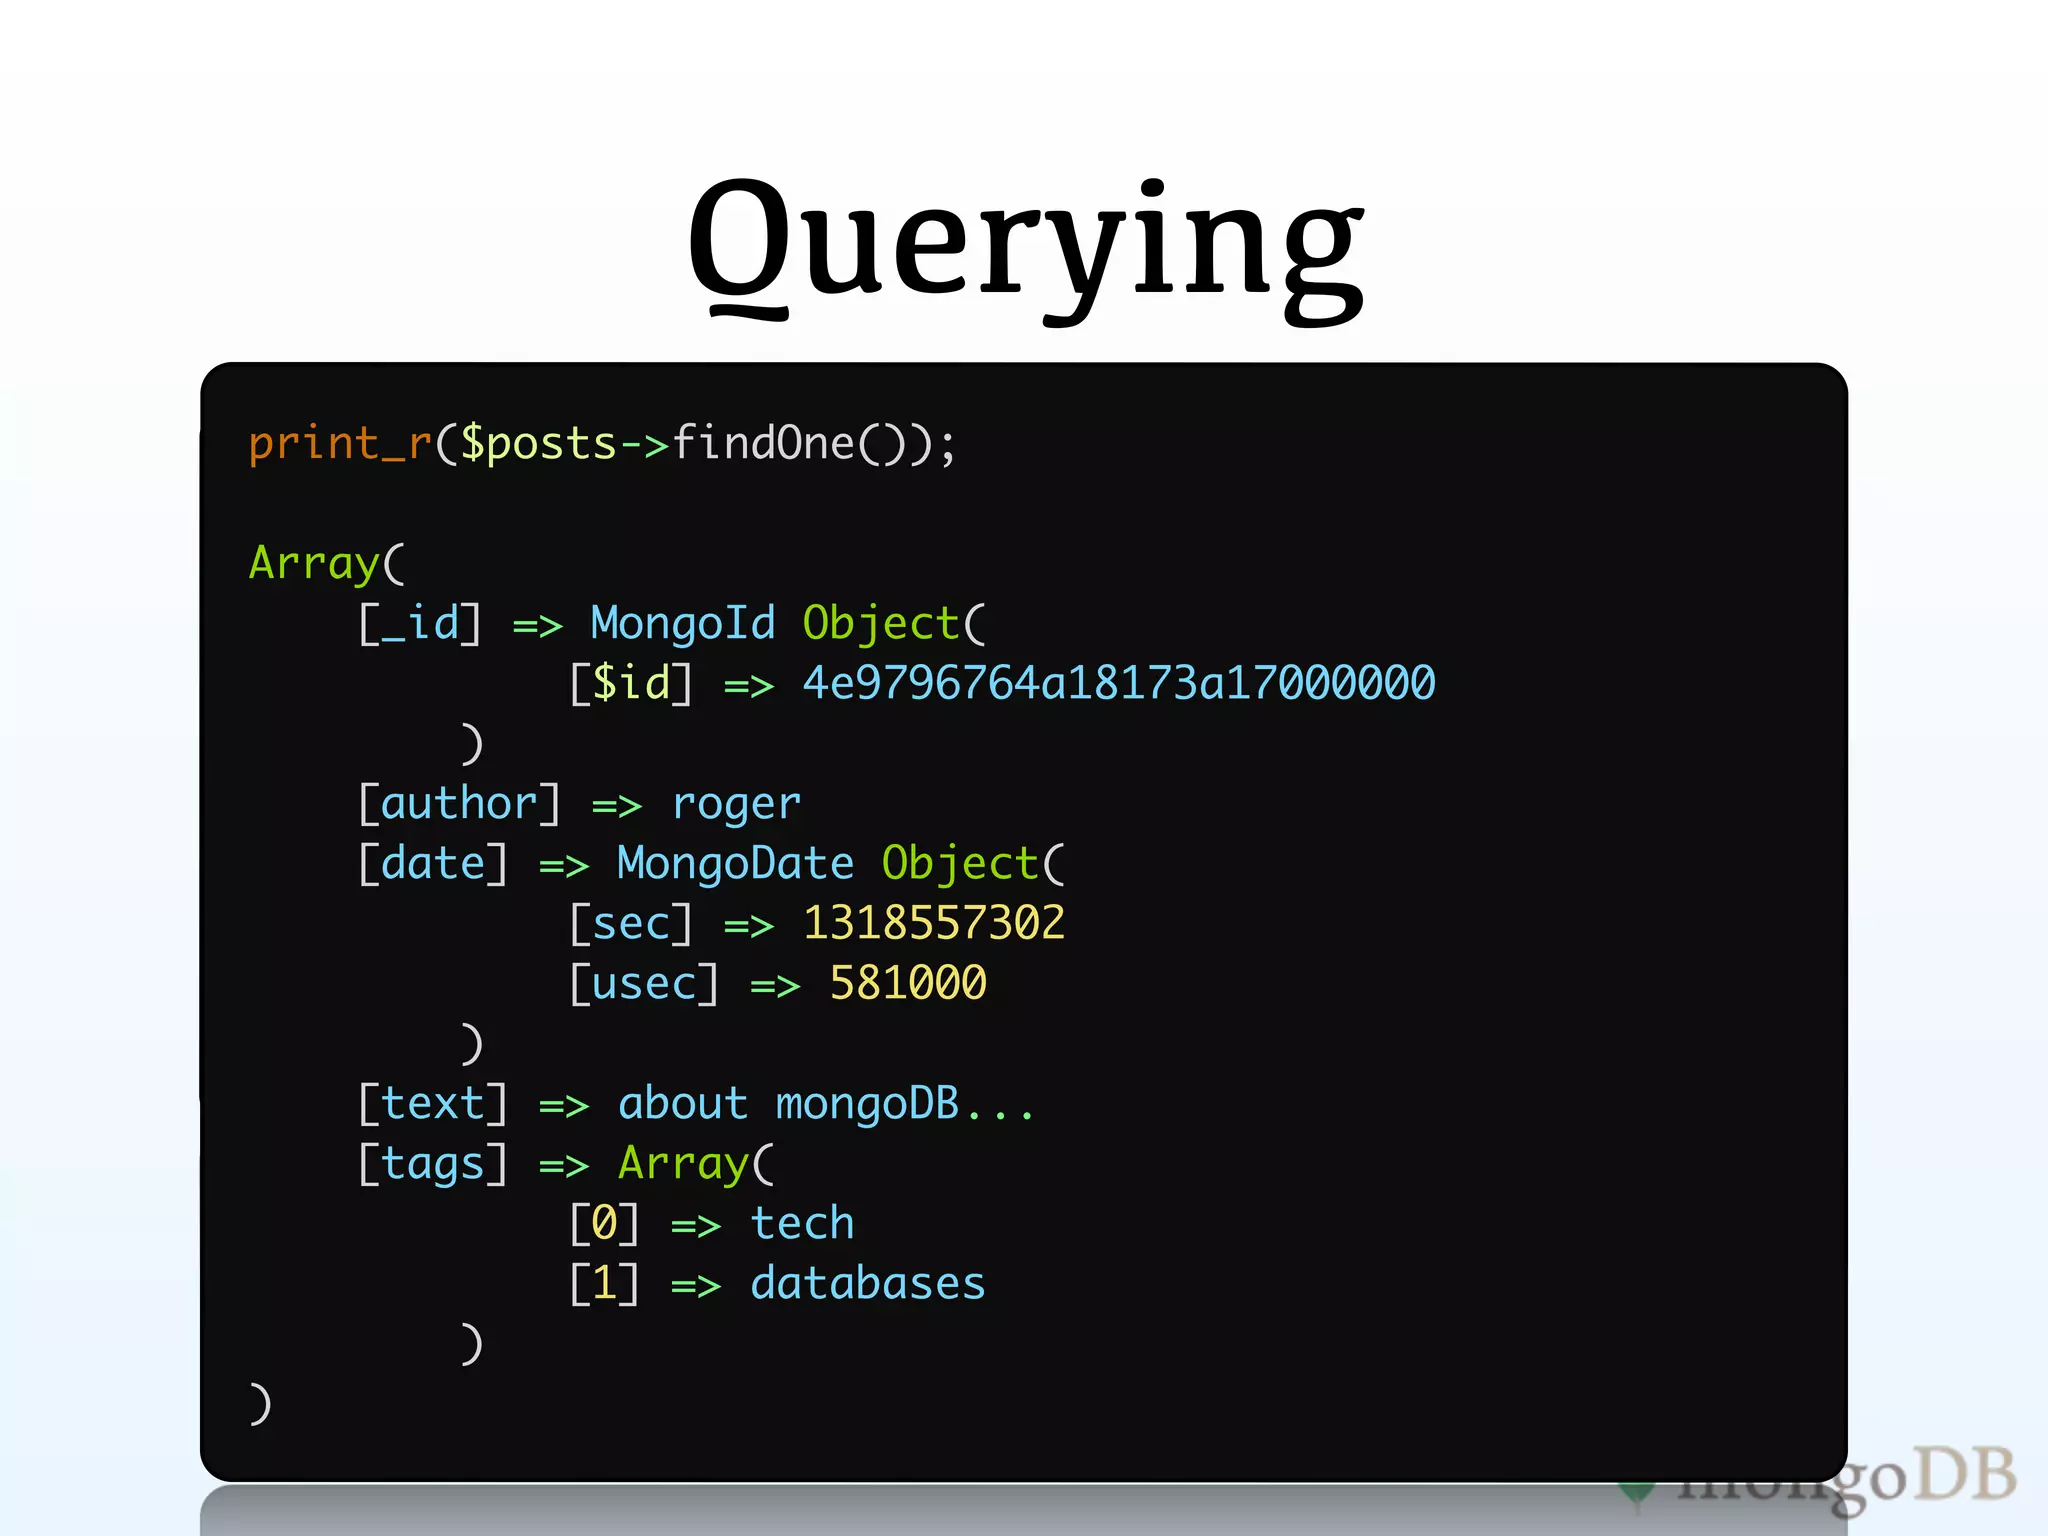 Querying
print_r($posts->findOne());
Array(
    [_id] => MongoId Object(
            [$id] => 4e9796764a18173a17000000
        )
    [author] => roger
    [date] => MongoDate Object(
            [sec] => 1318557302
            [usec] => 581000
        )
    [text] => about mongoDB...
    [tags] => Array(
            [0] => tech
            [1] => databases
        )
)
mongoDB